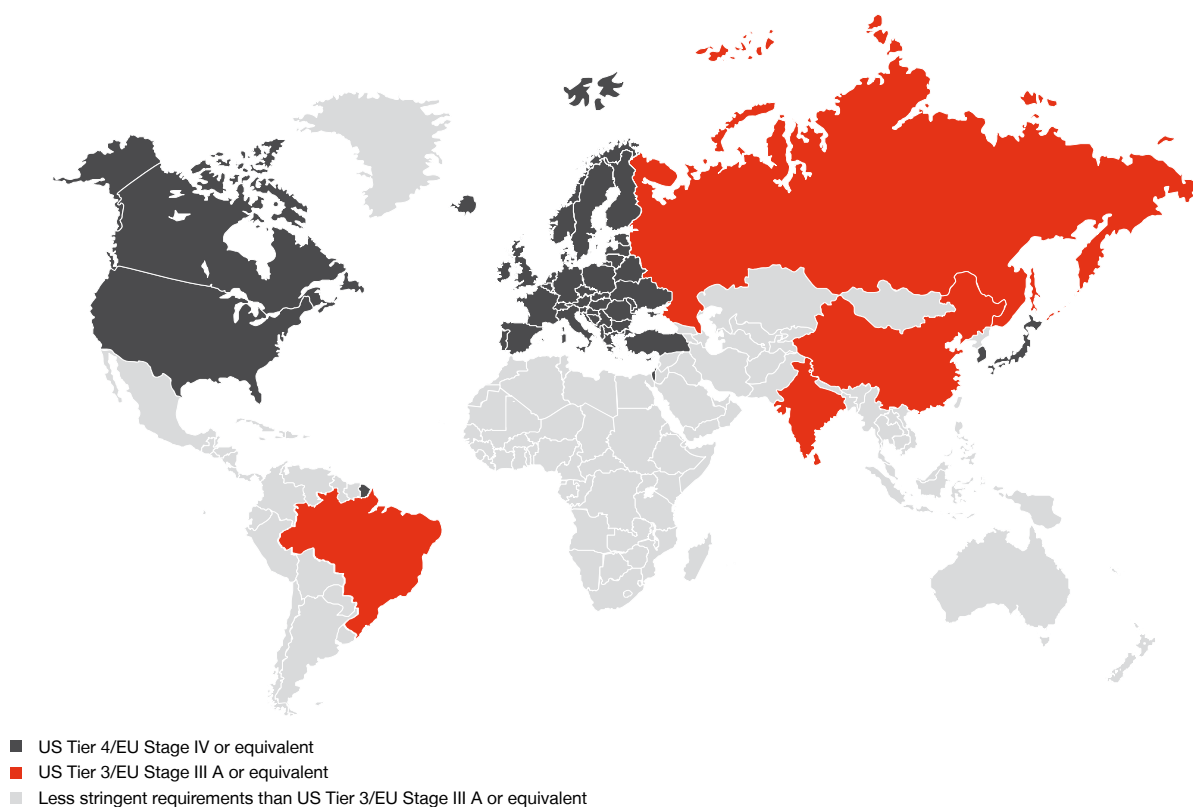 US Tier 4/EU Stage IV or equivalent
US Tier 3/EU Stage III A or equivalent
Less stringent requirements than US Tier 3/EU Stage III A or equivalent